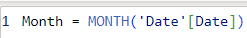 1 Month = MONTH('Date'[Date])